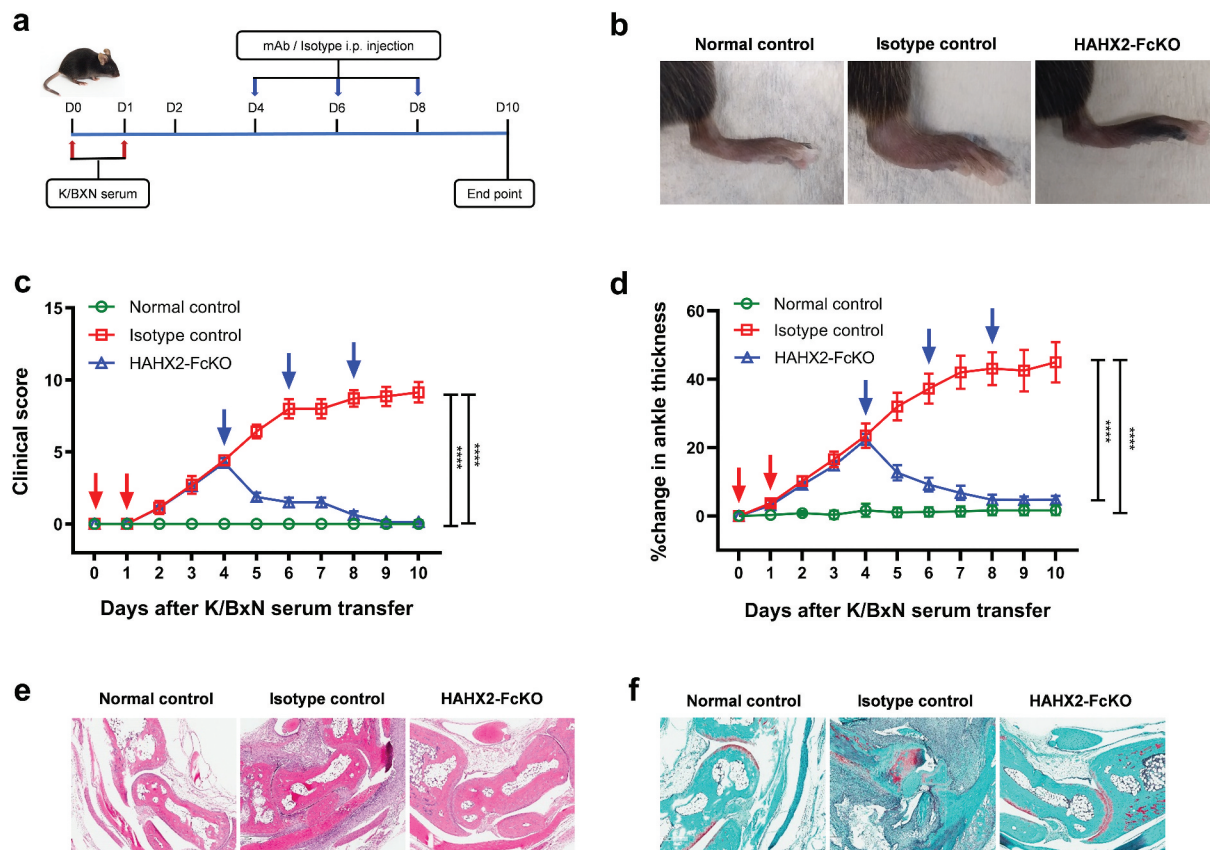 a
mAb / Isotype i.p. injection
D0 D1 D2 D4 D6 D8 D10
K/BXN serum
End point
b
Normal control Isotype control HAHX2-FcKO
c
Normal control
Isotype control
HAHX2-FcKO
Clinical score
15
10
5
0
****
****
0 1 2 3 4 5 6 7 8 9 10
Days after K/BxN serum transfer
d
Normal control
Isotype control
HAHX2-FcKO
%change in ankle thickness
60
40
20
0
****
****
0 1 2 3 4 5 6 7 8 9 10
Days after K/BxN serum transfer
e
Normal control Isotype control HAHX2-FcKO
f
Normal control Isotype control HAHX2-FcKO